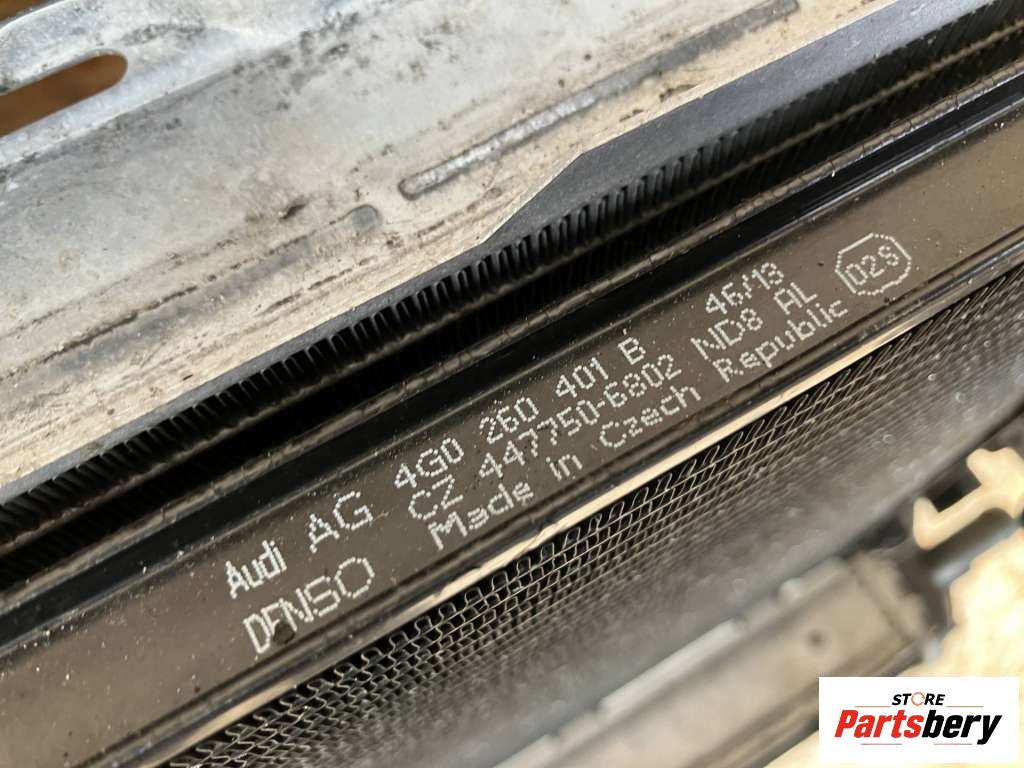 Audi AG 4G0 260 401 B 46/13
DENSO CZ 447750-6802 ND8 AL
Made in Czech Republic
D2S
STORE
Partsbery